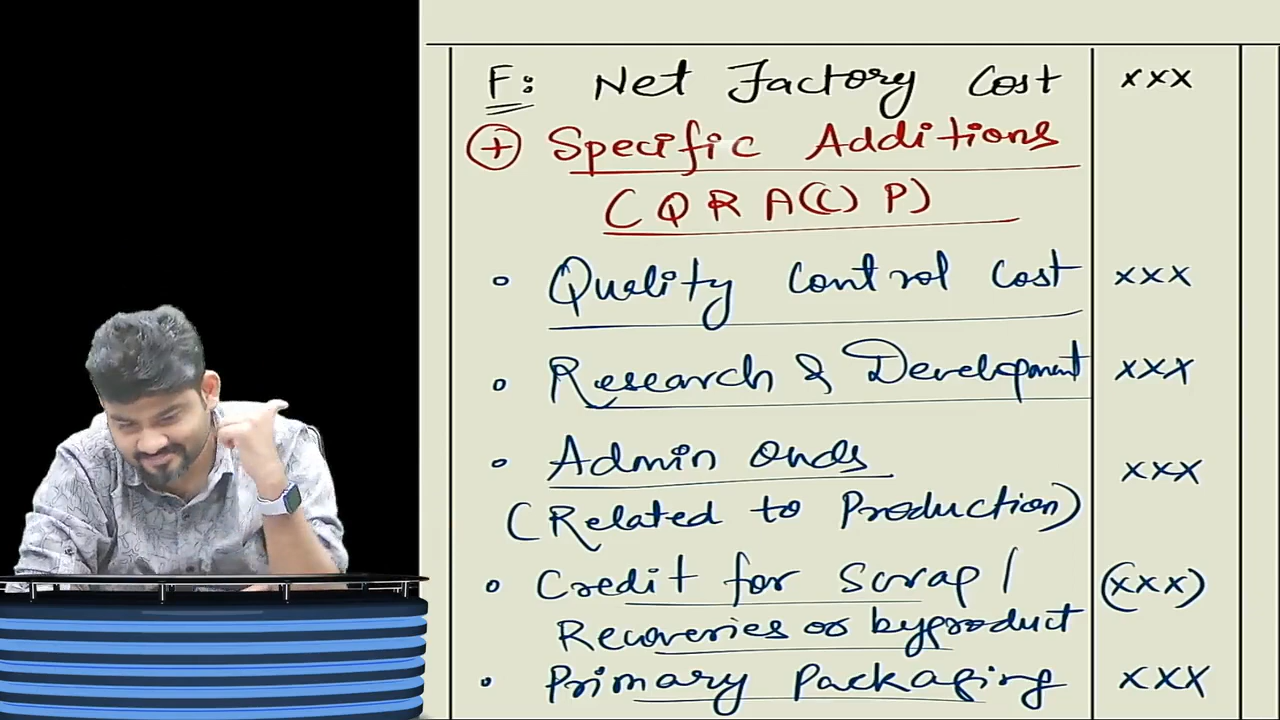 F: Net Factory Cost xxx
+ Specific Additions
(Q R A(C) P)
• Quality Control Cost xxx
• Research & Development xxx
• Admin OHDs xxx
(Related to Production)
• Credit for Scrap / (xxx)
Recoveries or byproduct
• Primary Packaging xxx